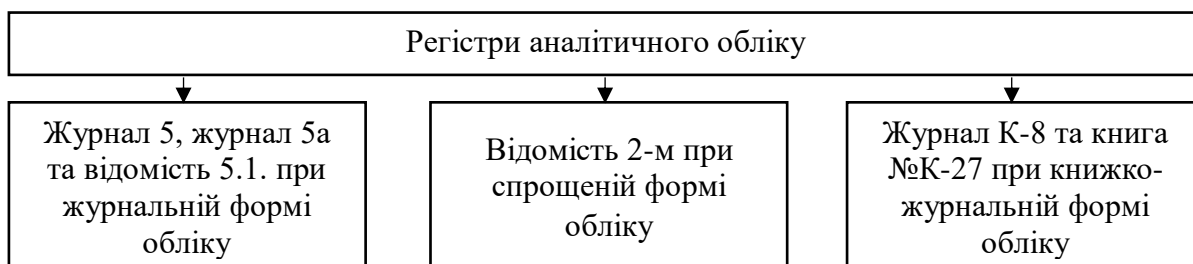 Регістри аналітичного обліку
Журнал 5, журнал 5а
та відомість 5.1. при
журнальній формі
обліку
Відомість 2-м при
спрощеній формі
обліку
Журнал К-8 та книга
№К-27 при книжко-
журнальній формі
обліку